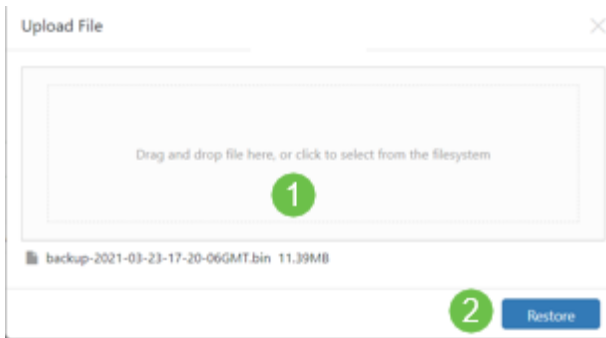 Upload File
Drag and drop file here, or click to select from the filesystem
1
backup-2021-03-23-17-20-06GMT.bin 11.39MB
2 Restore